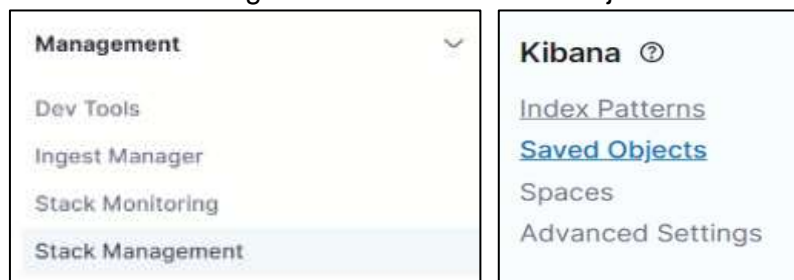 Management
Dev Tools
Ingest Manager
Stack Monitoring
Stack Management
Kibana
Index Patterns
Saved Objects
Spaces
Advanced Settings